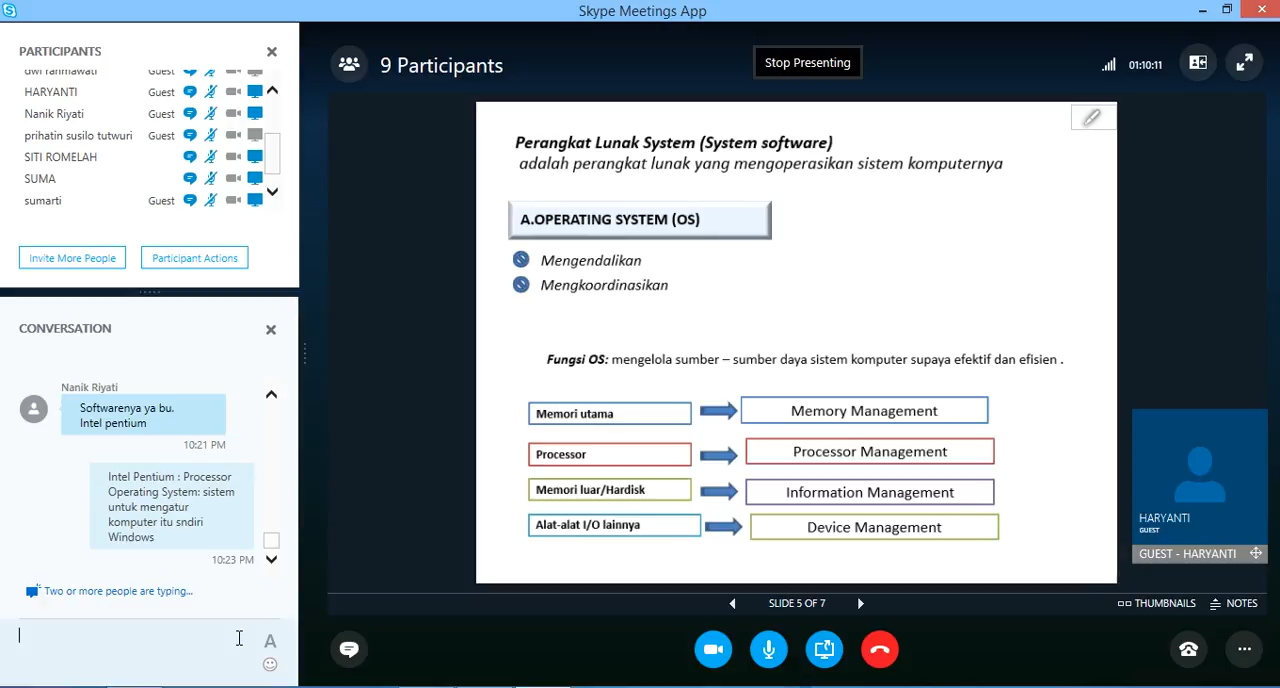 Skype Meetings App
PARTICIPANTS
dwi rahmawati Guest
HARYANTI Guest
Nanik Riyati Guest
prihatin susilo tutwuri Guest
SITI ROMELAH
SUMA
sumarti Guest
Invite More People
Participant Actions
CONVERSATION
Nanik Riyati
Softwarenya ya bu.
Intel pentium
10:21 PM
Intel Pentium : Processor
Operating System: sistem
untuk mengatur
komputer itu sndiri
Windows
10:23 PM
Two or more people are typing...
A
9 Participants
Stop Presenting
01:10:11
Perangkat Lunak System (System software)
adalah perangkat lunak yang mengoperasikan sistem komputernya
A.OPERATING SYSTEM (OS)
Mengendalikan
Mengkoordinasikan
Fungsi OS: mengelola sumber – sumber daya sistem komputer supaya efektif dan efisien .
Memori utama
Memory Management
Processor
Processor Management
Memori luar/Hardisk
Information Management
Alat-alat I/O lainnya
Device Management
HARYANTI
GUEST
GUEST - HARYANTI
SLIDE 5 OF 7
THUMBNAILS
NOTES